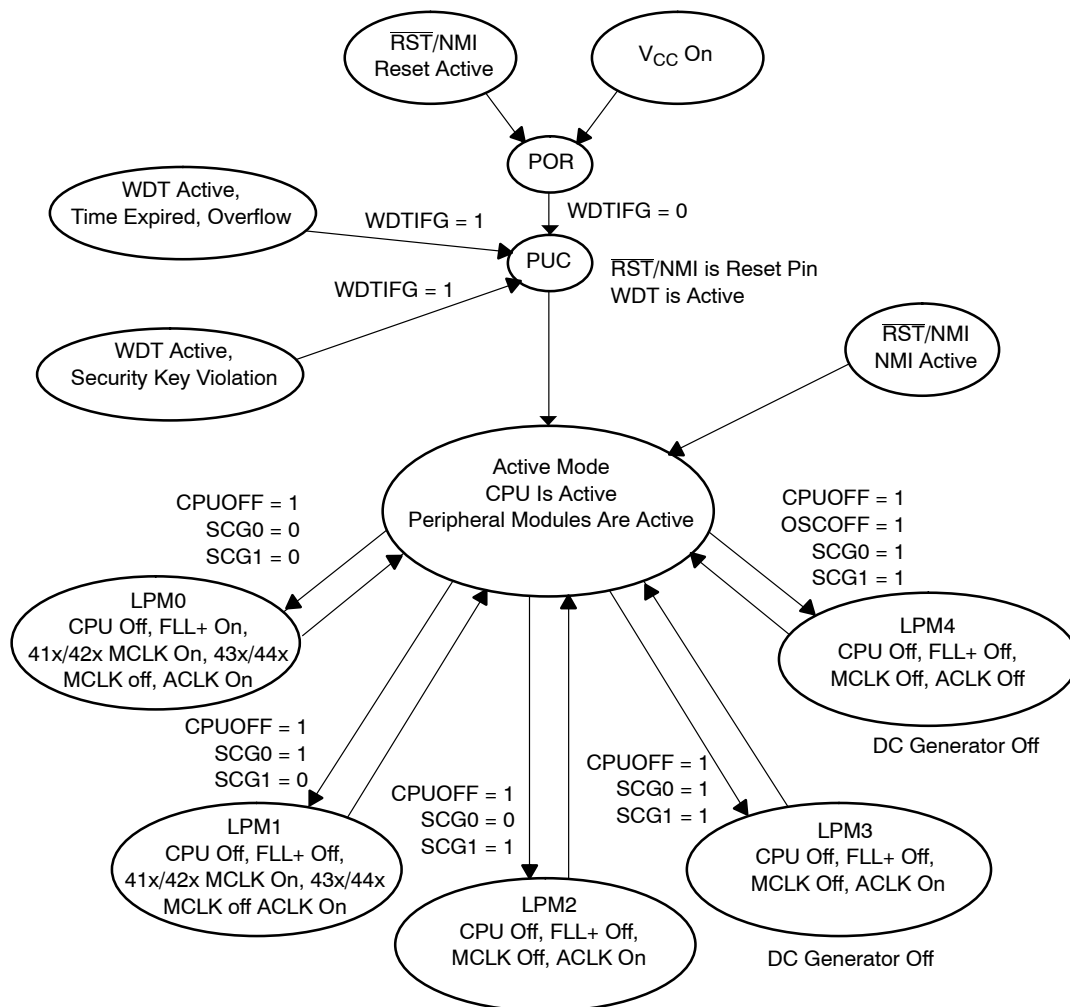 RST/NMI
Reset Active
VCC On
POR
WDT Active,
Time Expired, Overflow
WDTIFG = 1
WDTIFG = 0
PUC
RST/NMI is Reset Pin
WDT is Active
WDTIFG = 1
WDT Active,
Security Key Violation
RST/NMI
NMI Active
Active Mode
CPU Is Active
Peripheral Modules Are Active
CPUOFF = 1
SCG0 = 0
SCG1 = 0
CPUOFF = 1
OSCOFF = 1
SCG0 = 1
SCG1 = 1
LPM0
CPU Off, FLL+ On,
41x/42x MCLK On, 43x/44x
MCLK off, ACLK On
LPM4
CPU Off, FLL+ Off,
MCLK Off, ACLK Off
DC Generator Off
CPUOFF = 1
SCG0 = 1
SCG1 = 0
CPUOFF = 1
SCG0 = 0
SCG1 = 1
CPUOFF = 1
SCG0 = 1
SCG1 = 1
LPM1
CPU Off, FLL+ Off,
41x/42x MCLK On, 43x/44x
MCLK off ACLK On
LPM2
CPU Off, FLL+ Off,
MCLK Off, ACLK On
LPM3
CPU Off, FLL+ Off,
MCLK Off, ACLK On
DC Generator Off